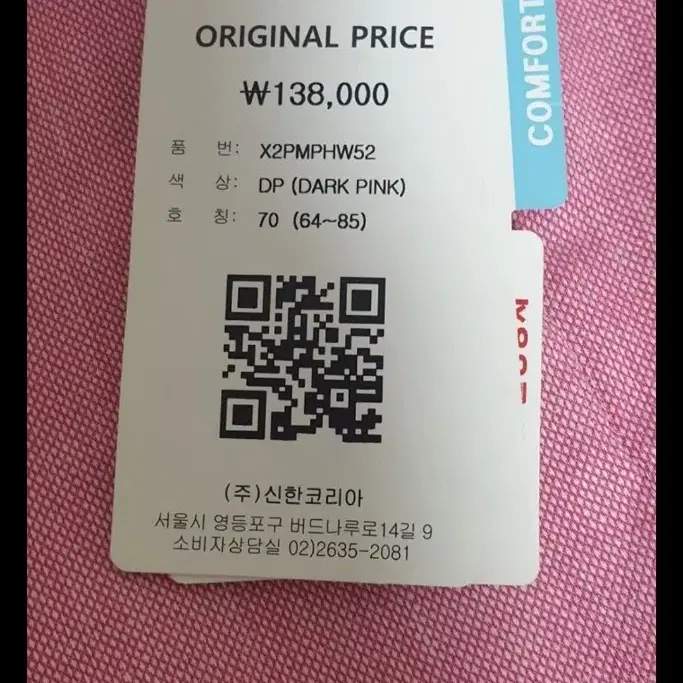 ORIGINAL PRICE
₩138,000
품 번: X2PMPHW52
색 상: DP (DARK PINK)
호 칭: 70 (64~85)
(주)신한코리아
서울시 영등포구 버드나루로14길 9
소비자상담실 02)2635-2081
COMFORT